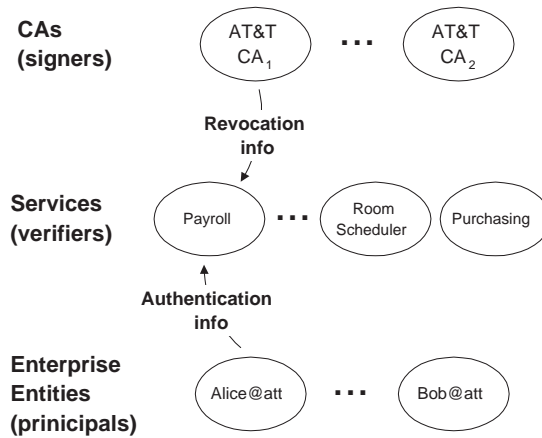 CAs
(signers)
AT&T
CA1
...
AT&T
CA2
Revocation
info
Services
(verifiers)
Payroll
...
Room
Scheduler
Purchasing
Authentication
info
Enterprise
Entities
(prinicipals)
Alice@att
...
Bob@att